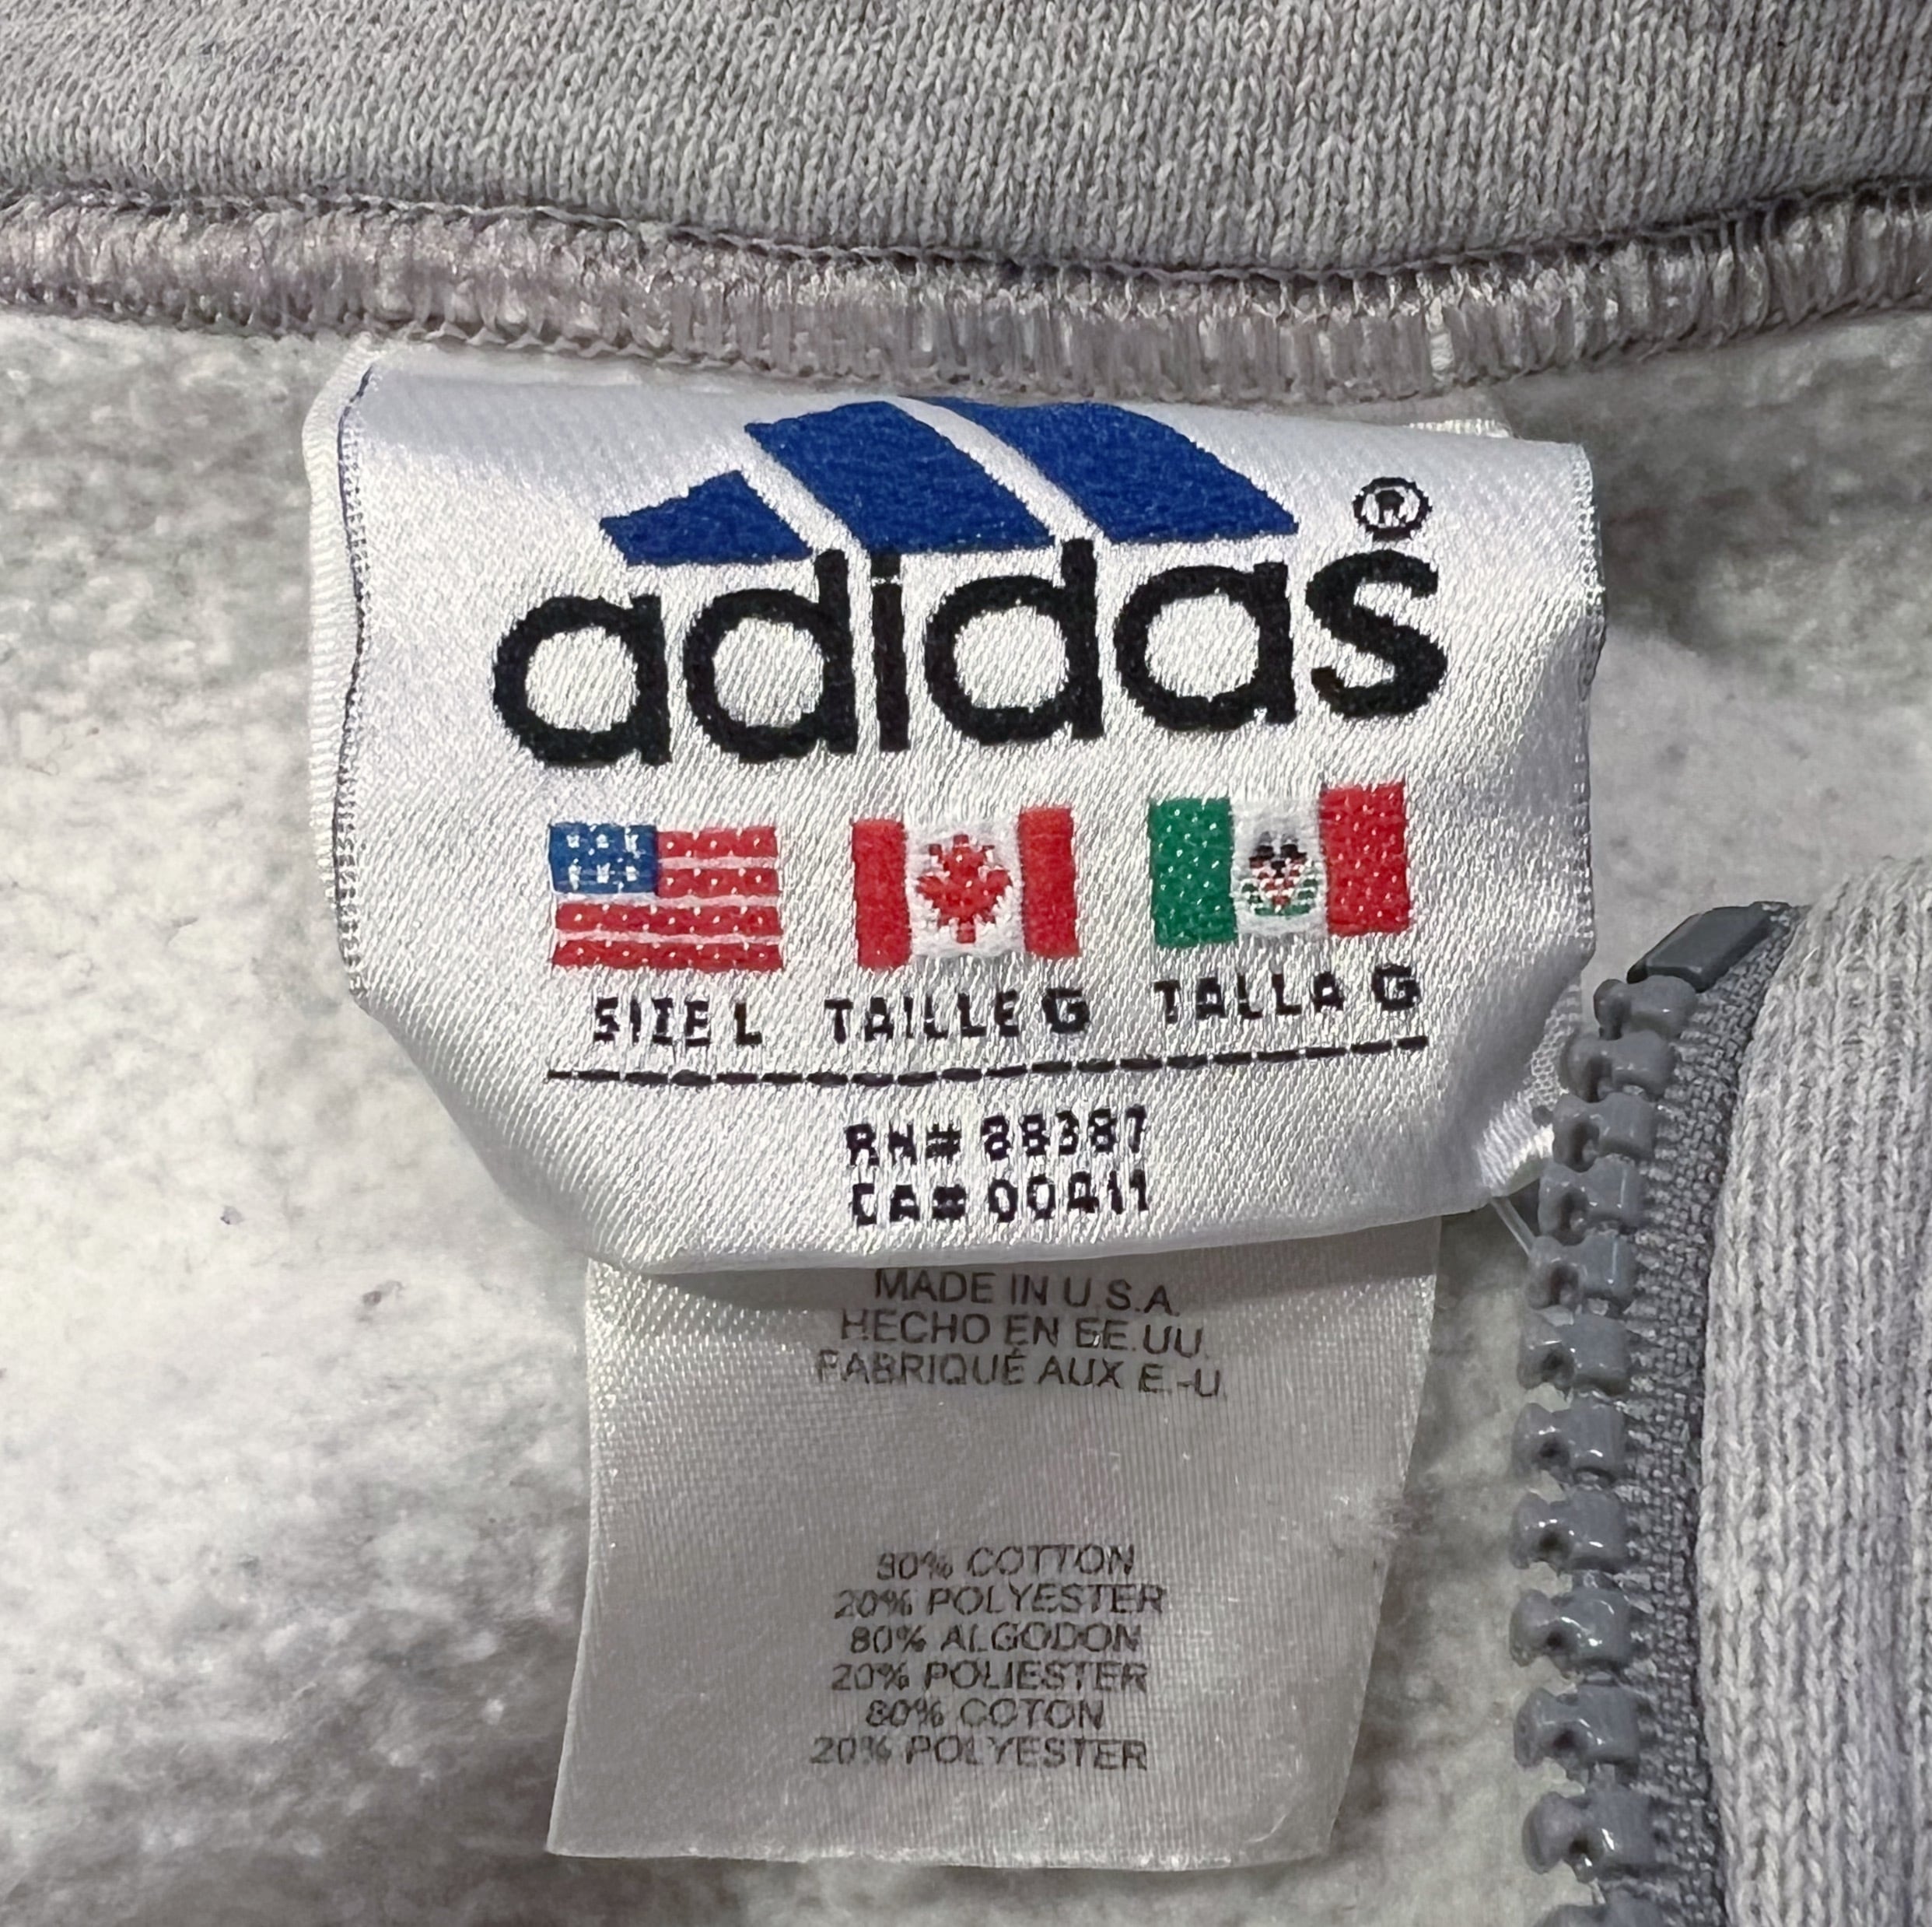 adidas®
SIZE L TAILLE G TALLA G
RN# 88387
CA# 00411
MADE IN U.S.A.
HECHO EN EE.UU.
FABRIQUÉ AUX E.-U.
80% COTTON
20% POLYESTER
80% ALGODON
20% POLIESTER
80% COTON
20% POLYESTER